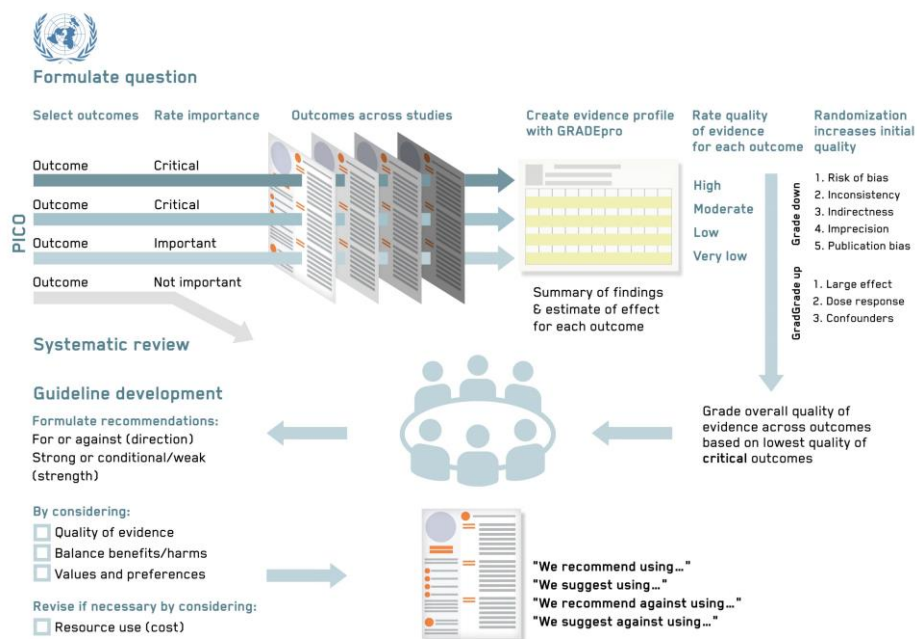 Formulate question
Select outcomes
Rate importance
Outcomes across studies
Create evidence profile
with GRADEpro
Rate quality
of evidence
for each outcome
Randomization
increases initial
quality
PICO
Outcome
Critical
Outcome
Critical
Outcome
Important
Outcome
Not important
Summary of findings
& estimate of effect
for each outcome
High
Moderate
Low
Very low
Grade down
1. Risk of bias
2. Inconsistency
3. Indirectness
4. Imprecision
5. Publication bias
GradGrade up
1. Large effect
2. Dose response
3. Confounders
Systematic review
Guideline development
Formulate recommendations:
For or against (direction)
Strong or conditional/weak
(strength)
Grade overall quality of
evidence across outcomes
based on lowest quality of
critical outcomes
By considering:
Quality of evidence
Balance benefits/harms
Values and preferences
Revise if necessary by considering:
Resource use (cost)
"We recommend using…"
"We suggest using…"
"We recommend against using…"
"We suggest against using…"